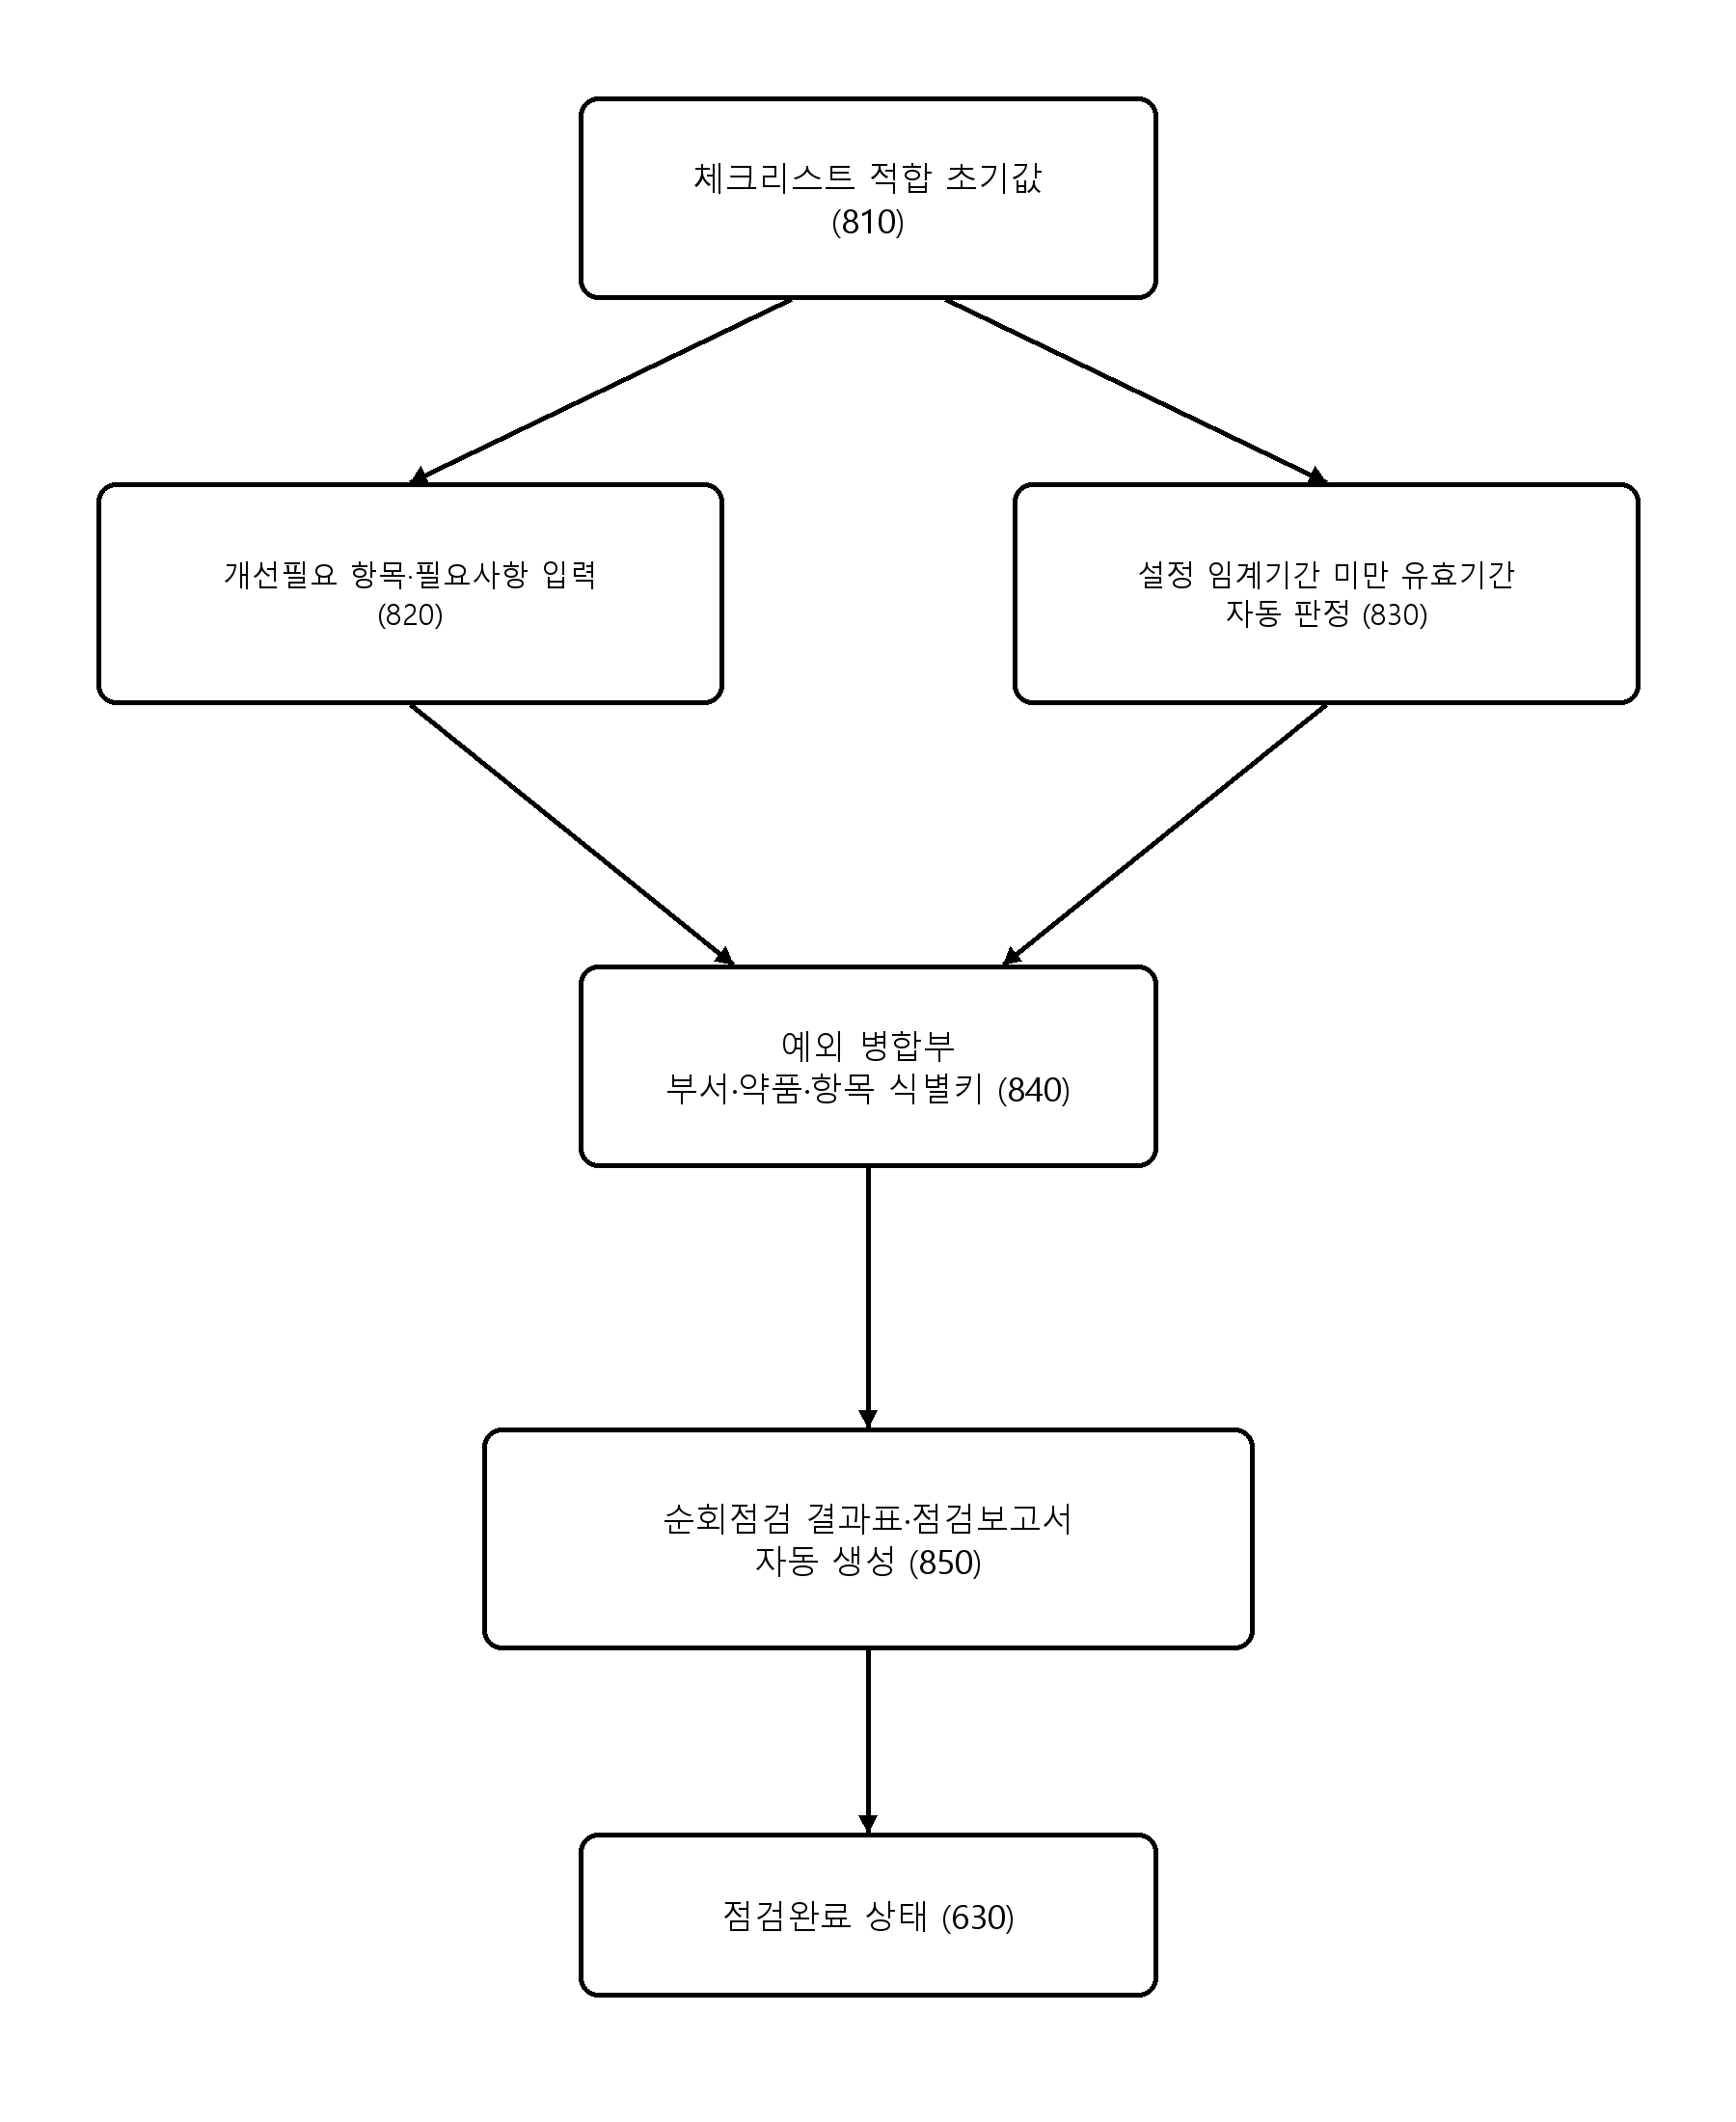 체크리스트 적합 초기값
(810)
개선필요 항목·필요사항 입력
(820)
설정 임계기간 미만 유효기간
자동 판정 (830)
예외 병합부
부서·약품·항목 식별키 (840)
순회점검 결과표·점검보고서
자동 생성 (850)
점검완료 상태 (630)